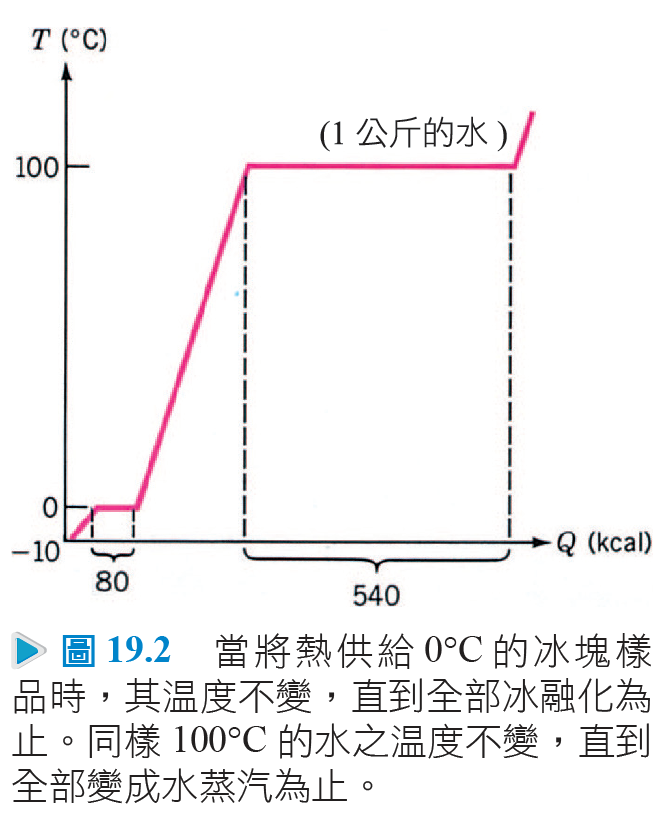 T (°C)
(1 公斤的水 )
100
0
−10
Q (kcal)
80
540
圖 19.2 當將熱供給 0°C 的冰塊樣
品時，其温度不變，直到全部冰融化為
止。同樣 100°C 的水之温度不變，直到
全部變成水蒸汽為止。